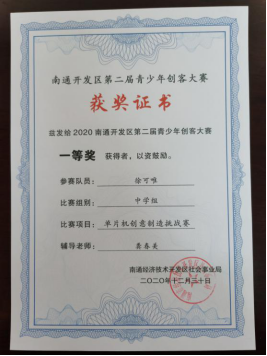 南通开发区第二届青少年创客大赛
获奖证书
兹发给2020南通开发区第二届青少年创客大赛
一等奖 获得者，以资鼓励。
参赛队员：徐可唯
比赛组别：中学组
比赛项目：单片机创意制造挑战赛
辅导老师：龚春美
南通经济技术开发区社会事业局
二〇二〇年十二月三十日